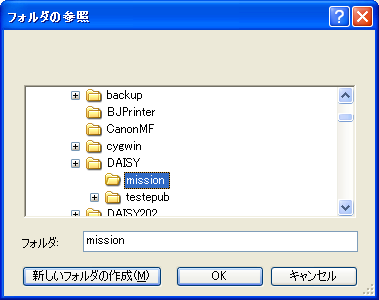 フォルダの参照
backup
BJPrinter
CanonMF
cygwin
DAISY
mission
testepub
DAISY202
フォルダ: mission
新しいフォルダの作成(M) OK キャンセル